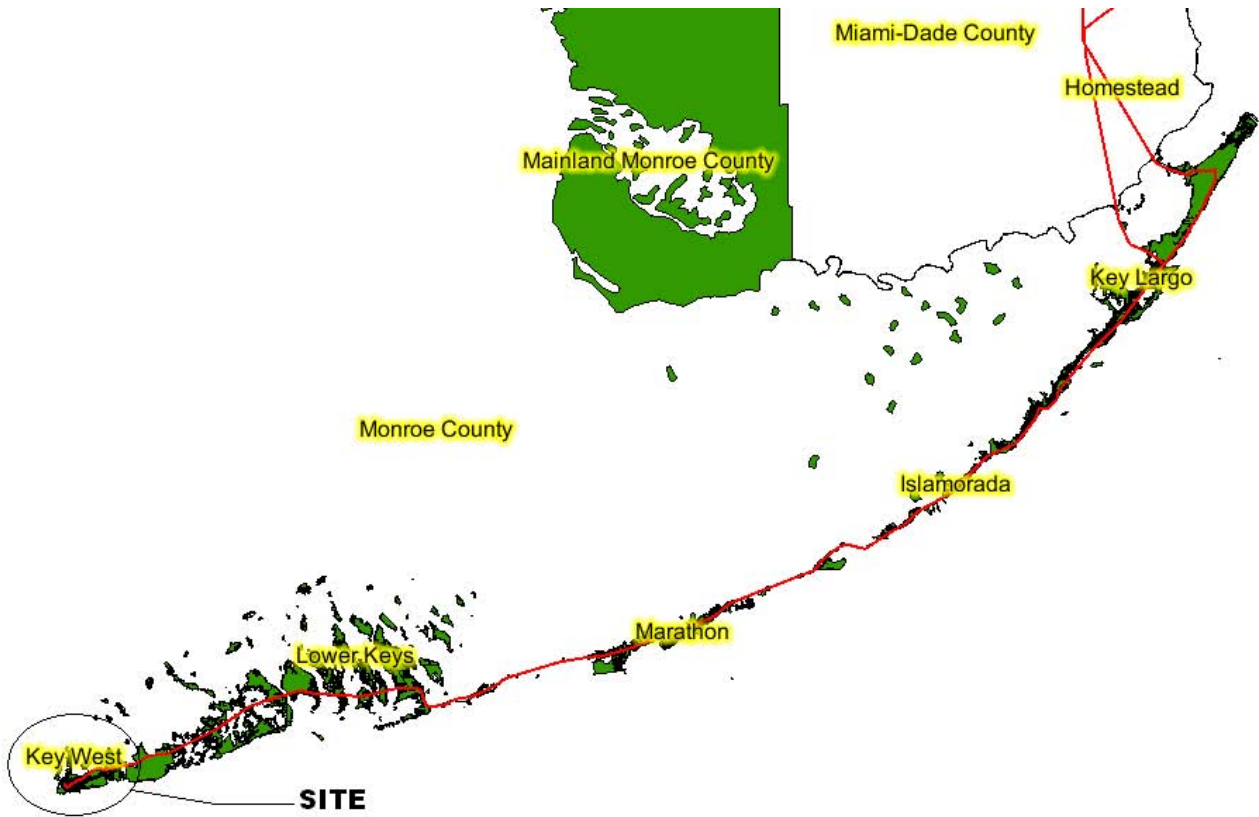 Miami-Dade County
Homestead
Mainland Monroe County
Key Largo
Monroe County
Islamorada
Marathon
Lower Keys
Key West
SITE